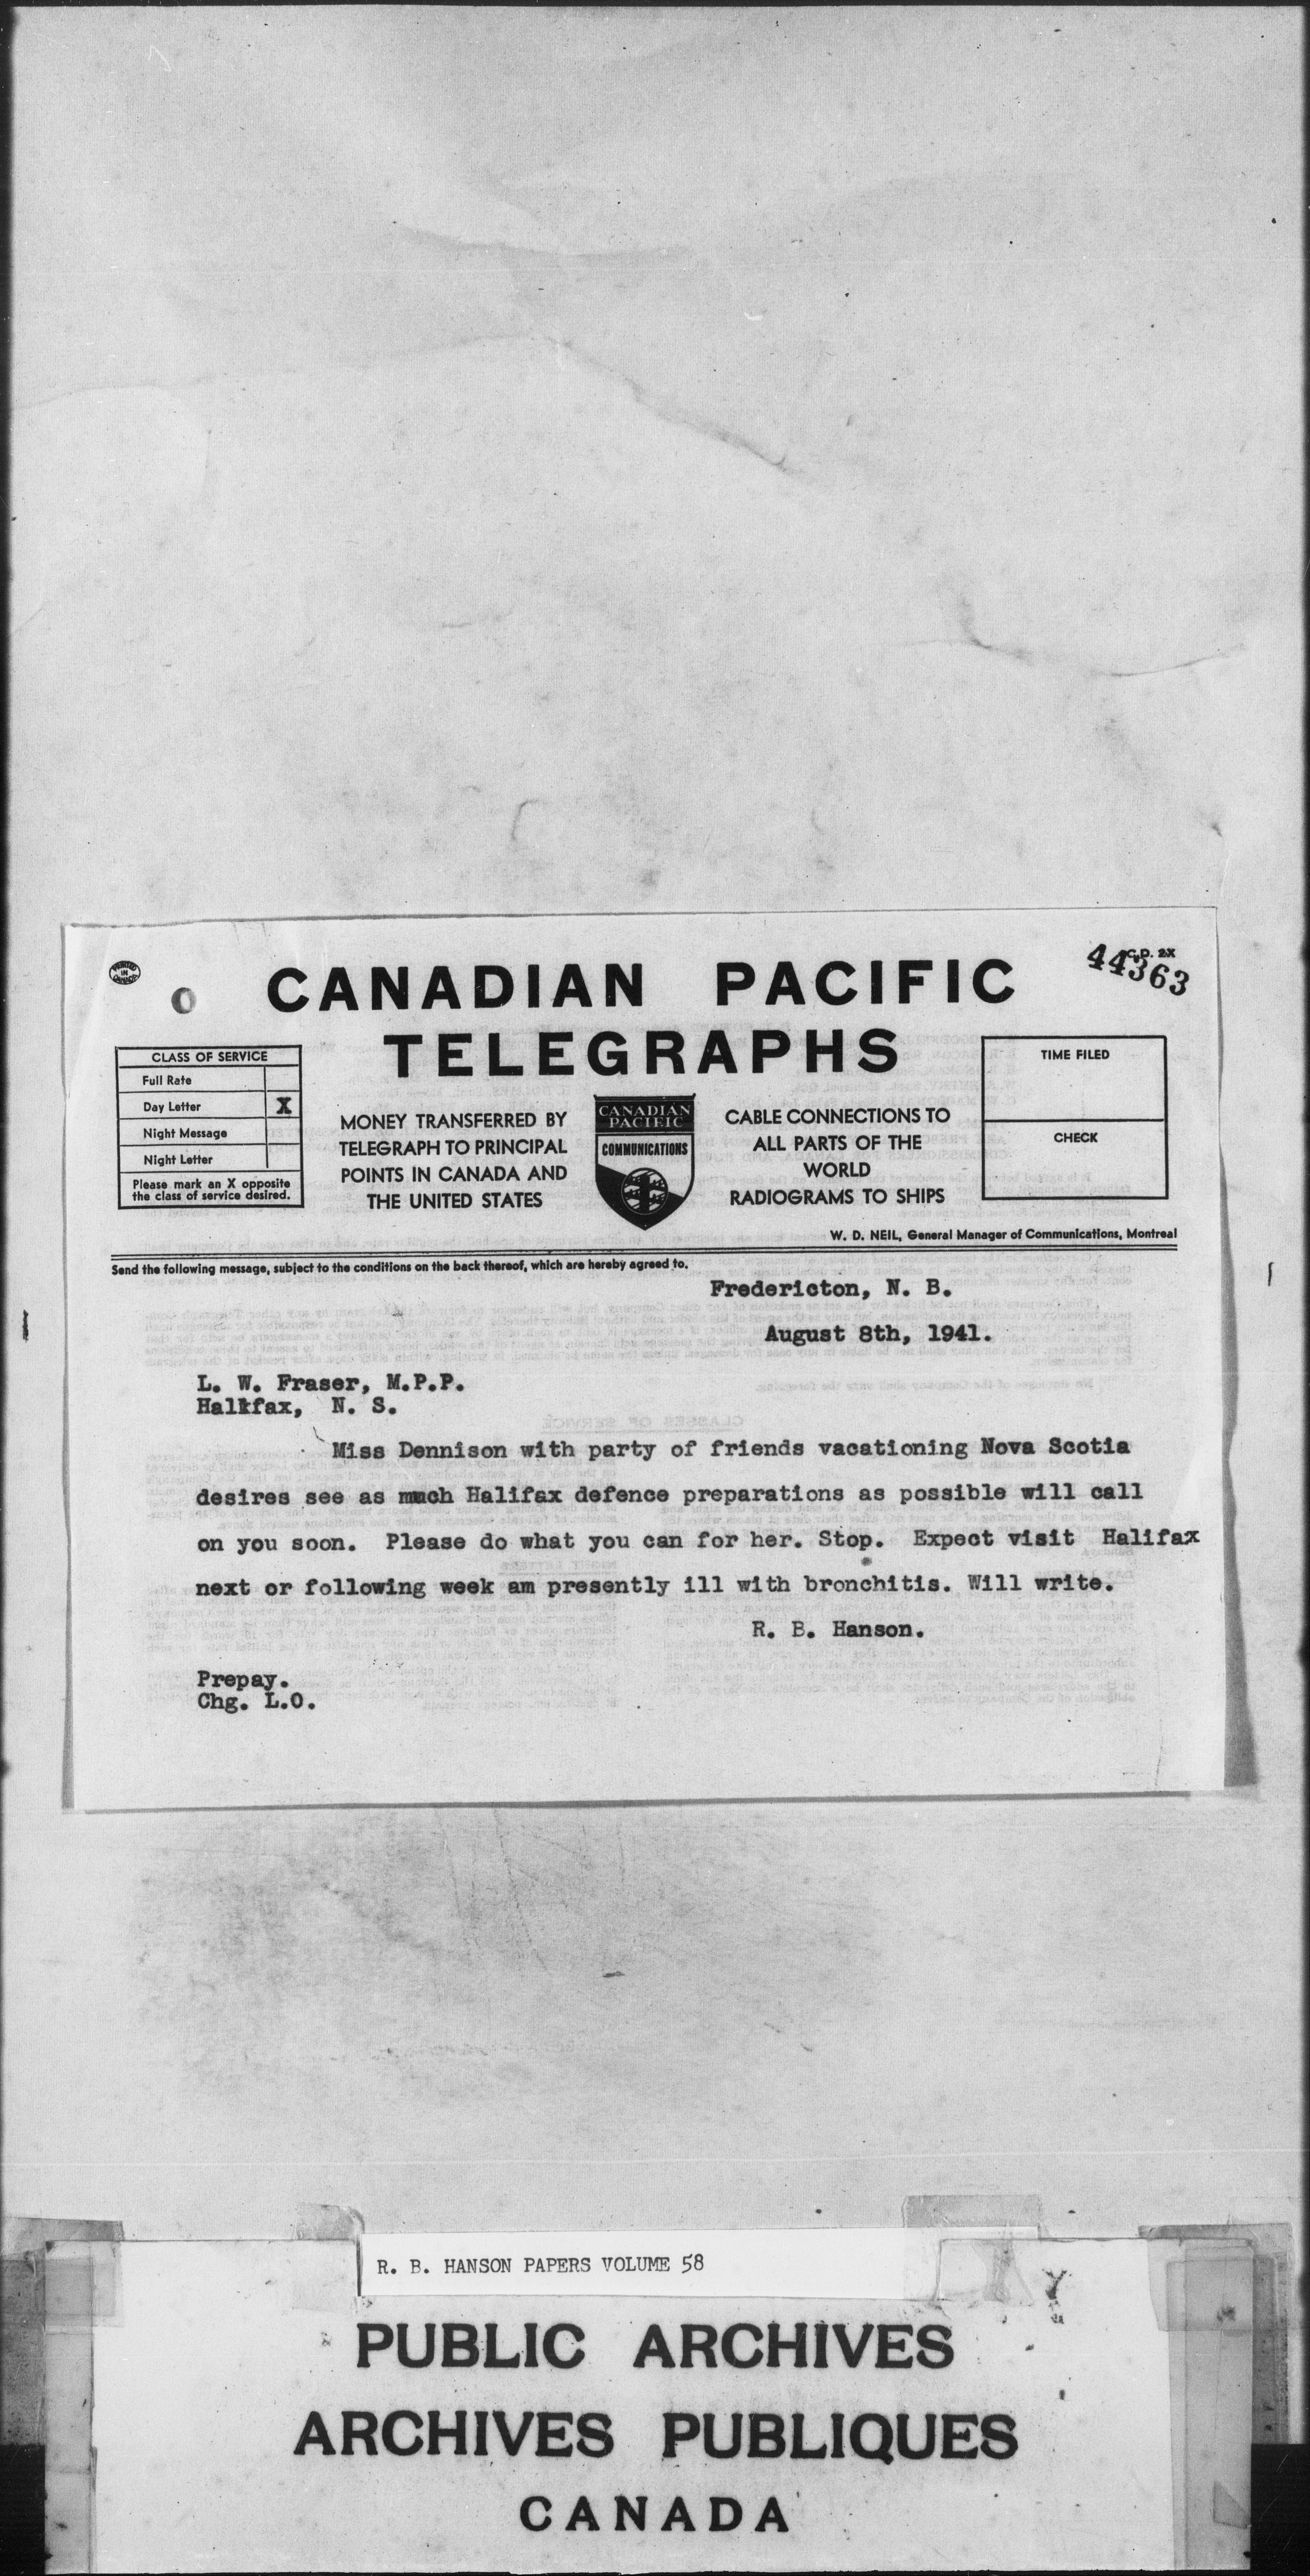 PRINTED IN CANADA
CANADIAN PACIFIC
TELEGRAPHS
C.D. 2X
44363
CLASS OF SERVICE
Full Rate
Day Letter X
Night Message
Night Letter
Please mark an X opposite
the class of service desired.
MONEY TRANSFERRED BY
TELEGRAPH TO PRINCIPAL
POINTS IN CANADA AND
THE UNITED STATES
CANADIAN
PACIFIC
COMMUNICATIONS
CABLE CONNECTIONS TO
ALL PARTS OF THE
WORLD
RADIOGRAMS TO SHIPS
TIME FILED
CHECK
W. D. NEIL, General Manager of Communications, Montreal
Send the following message, subject to the conditions on the back thereof, which are hereby agreed to.
Fredericton, N. B.
August 8th, 1941.
L. W. Fraser, M.P.P.
Halifax, N. S.
Miss Dennison with party of friends vacationing Nova Scotia
desires see as much Halifax defence preparations as possible will call
on you soon. Please do what you can for her. Stop. Expect visit Halifax
next or following week am presently ill with bronchitis. Will write.
R. B. Hanson.
Prepay.
Chg. L.O.
R. B. HANSON PAPERS VOLUME 58
PUBLIC ARCHIVES
ARCHIVES PUBLIQUES
CANADA